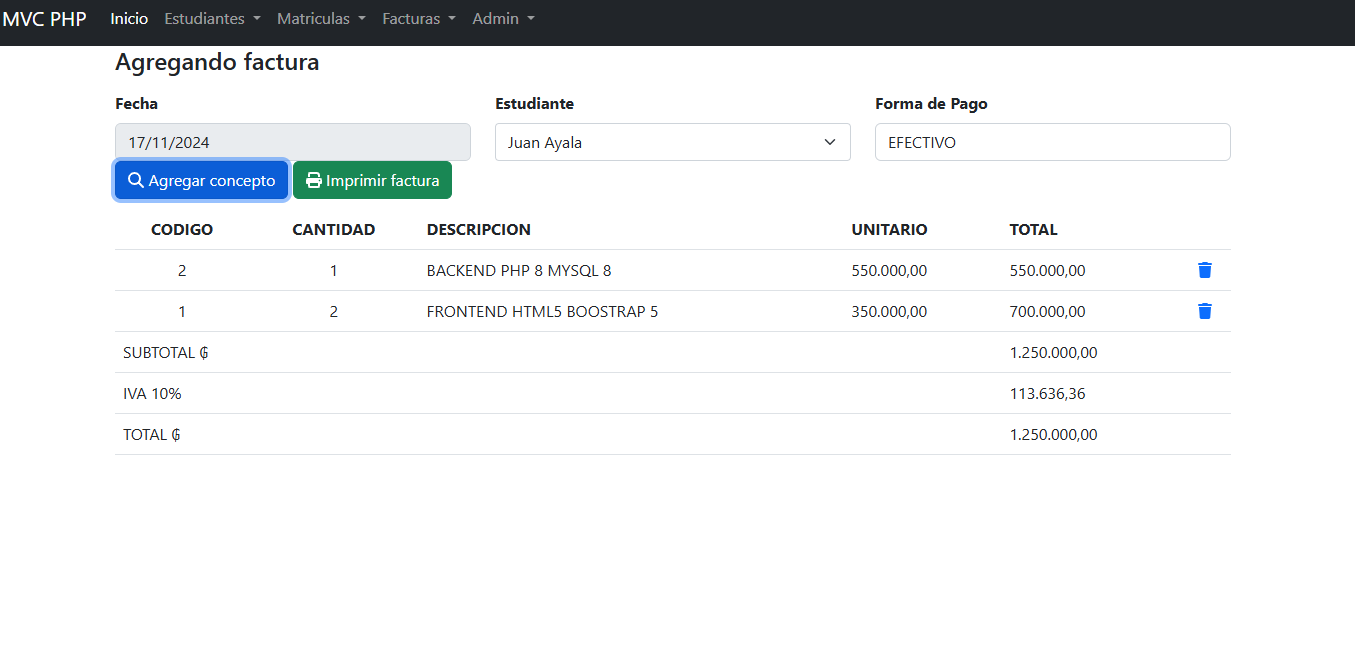 MVC PHP Inicio Estudiantes Matriculas Facturas Admin
Agregando factura
Fecha Estudiante Forma de Pago
17/11/2024 Juan Ayala EFECTIVO
Agregar concepto Imprimir factura
CODIGO CANTIDAD DESCRIPCION UNITARIO TOTAL
2 1 BACKEND PHP 8 MYSQL 8 550.000,00 550.000,00
1 2 FRONTEND HTML5 BOOSTRAP 5 350.000,00 700.000,00
SUBTOTAL ₲ 1.250.000,00
IVA 10% 113.636,36
TOTAL ₲ 1.250.000,00